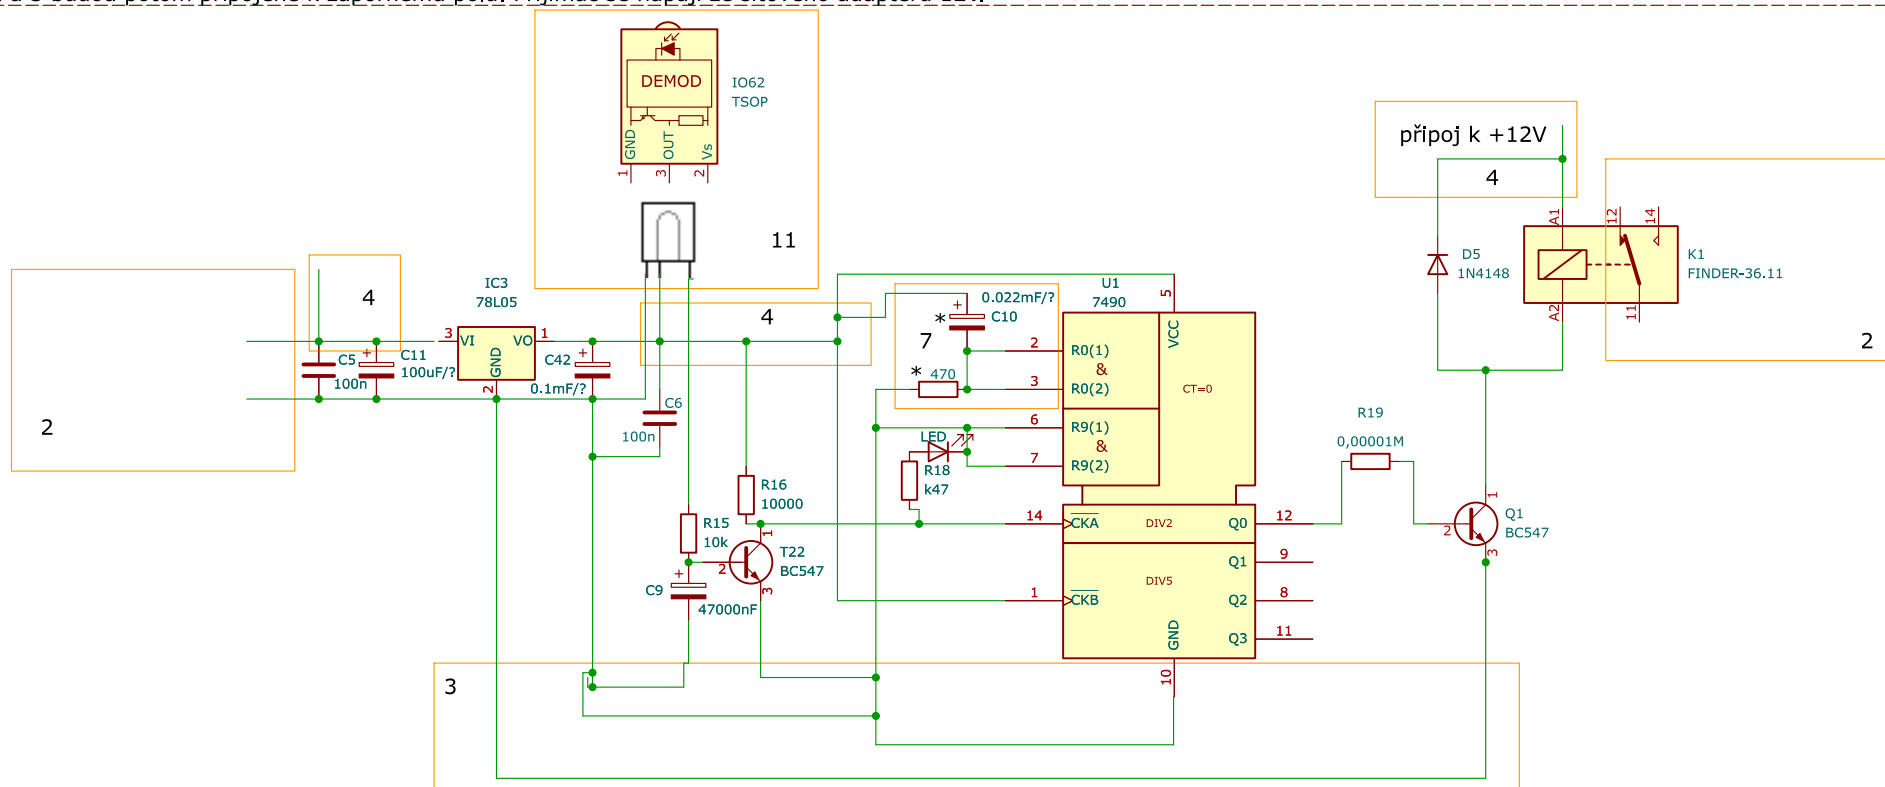 DEMOD
IO62
TSOP
GND
OUT
Vs
1
3
2
11
připoj k +12V
4
A1
12
14
D5
1N4148
K1
FINDER-36.11
A2
11
2
4
IC3
78L05
3
VI
VO
1
GND
2
C5
100n
+
C11
100uF/?
C42
+
0.1mF/?
2
4
C6
100n
7
+
0.022mF/?
* C10
* 470
U1
7490
5
VCC
2
R0(1)
&
3
R0(2)
CT=0
6
R9(1)
&
7
R9(2)
LED
R18
k47
R16
10000
R15
10k
1
T22
2
BC547
3
C9
+
47000nF
14
CKA
DIV2
Q0
12
Q1
9
DIV5
1
CKB
Q2
8
GND
Q3
11
10
R19
0,00001M
1
Q1
2
BC547
3
3